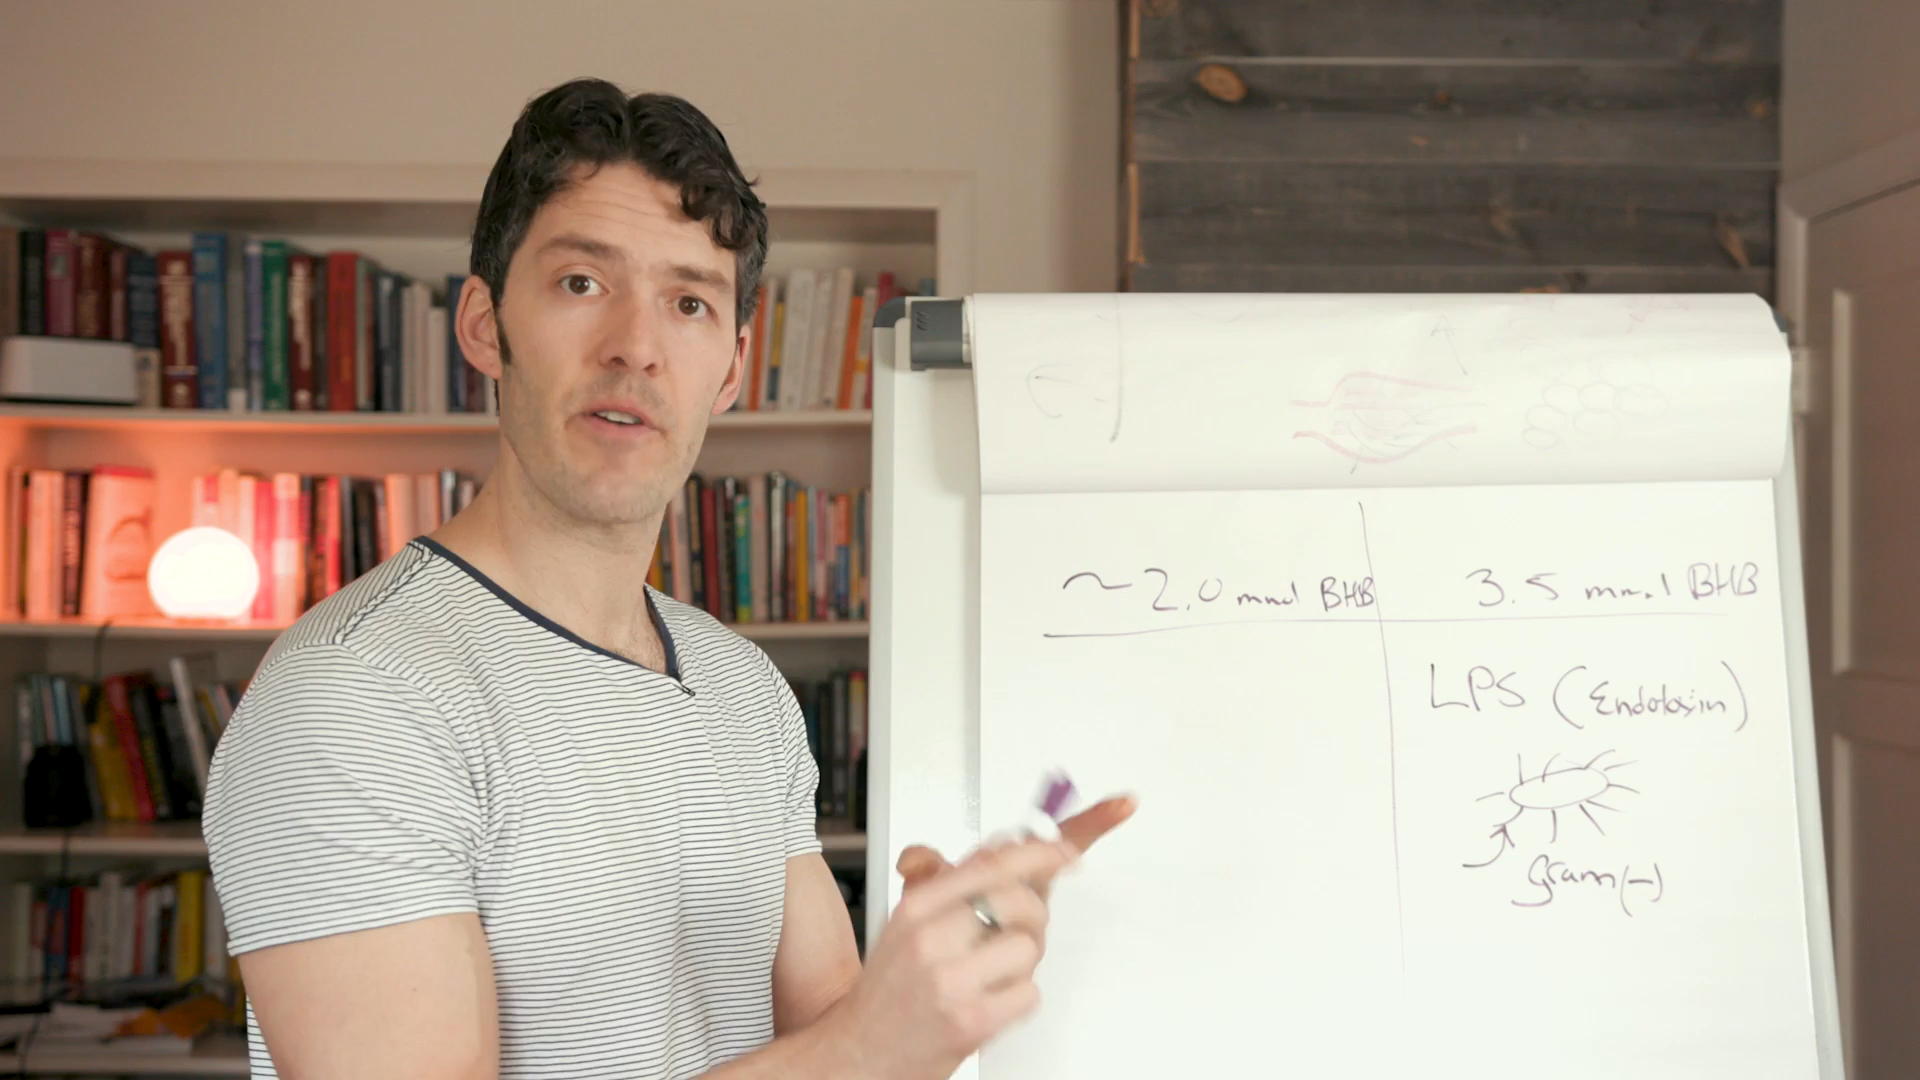 ~2.0 mmol BHB
3.5 mmol BHB
LPS (Endotoxin)
gram(-)